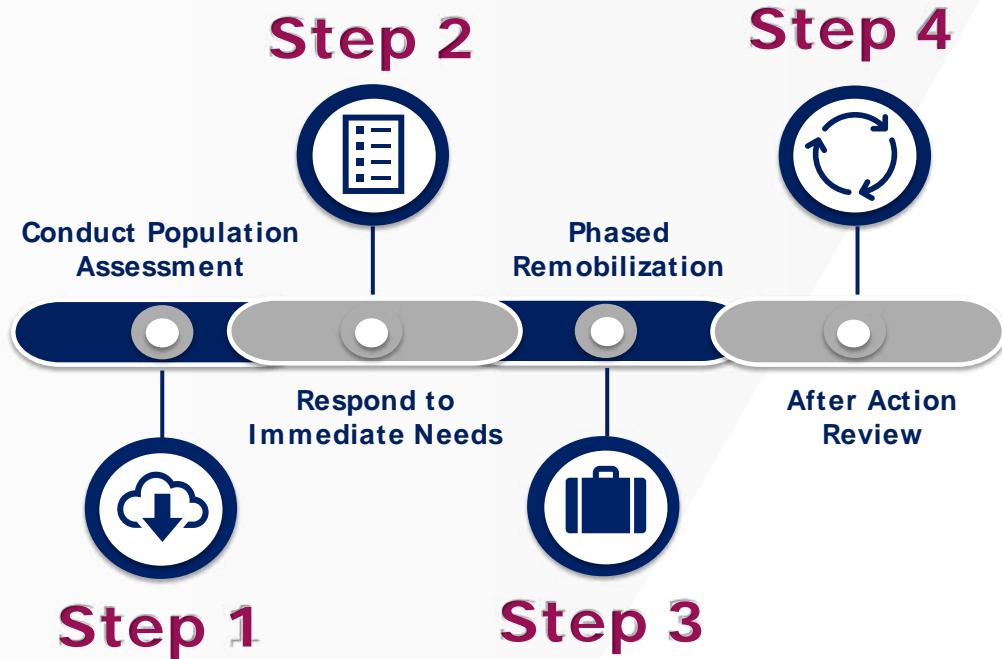 Step 2
Step 4
Conduct Population
Assessment
Phased
Remobilization
Respond to
Immediate Needs
After Action
Review
Step 1
Step 3